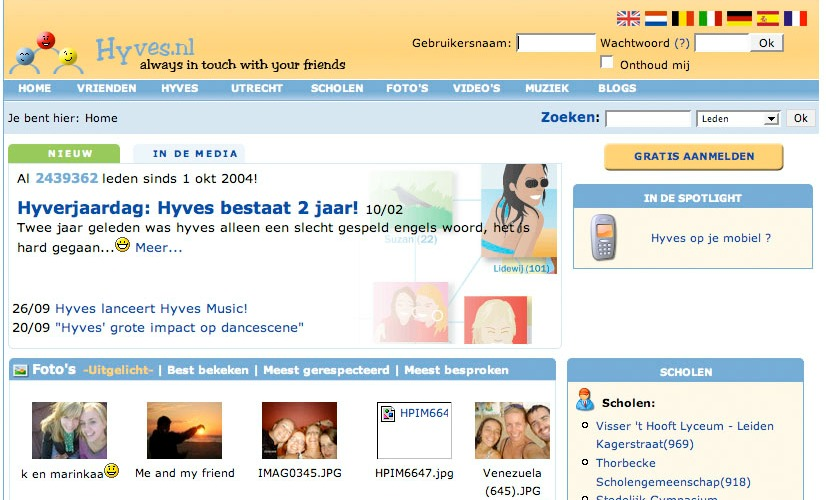 Hyves.nl
always in touch with your friends
Gebruikersnaam:
Wachtwoord (?)
Ok
Onthoud mij
HOME VRIENDEN HYVES UTRECHT SCHOLEN FOTO'S VIDEO'S MUZIEK BLOGS
Je bent hier: Home
Zoeken: Leden Ok
NIEUW IN DE MEDIA
Al 2439362 leden sinds 1 okt 2004!
Hyverjaardag: Hyves bestaat 2 jaar! 10/02
Twee jaar geleden was hyves alleen een slecht gespeld engels woord, het is
hard gegaan... Meer...
Suzan (22)
Lidewij (101)
26/09 Hyves lanceert Hyves Music!
20/09 "Hyves' grote impact op dancescene"
GRATIS AANMELDEN
IN DE SPOTLIGHT
Hyves op je mobiel ?
Foto's -Uitgelicht- | Best bekeken | Meest gerespecteerd | Meest besproken
HPIM664
k en marinkaa
Me and my friend
IMAG0345.JPG
HPIM6647.jpg
Venezuela
(645).JPG
SCHOLEN
Scholen:
Visser 't Hooft Lyceum - Leiden
Kagerstraat(969)
Thorbecke
Scholengemeenschap(918)
Stedelijk Gymnasium